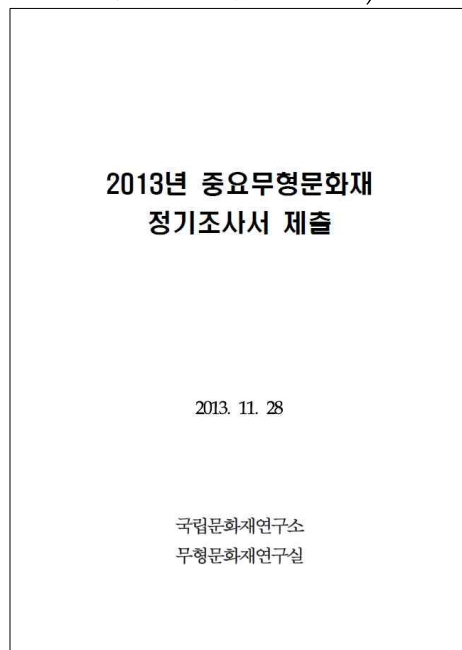 2013년 중요무형문화재
정기조사서 제출
2013. 11. 28
국립문화재연구소
무형문화재연구실